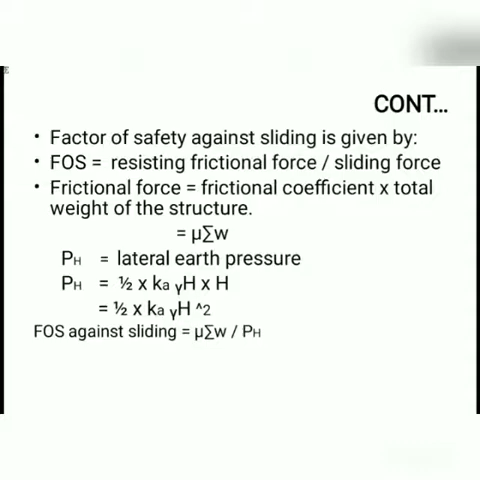 CONT...
• Factor of safety against sliding is given by:
• FOS = resisting frictional force / sliding force
• Frictional force = frictional coefficient x total
weight of the structure.
= µ∑w
PH = lateral earth pressure
PH = ½ x ka γH x H
= ½ x ka γH ^2
FOS against sliding = µ∑w / PH